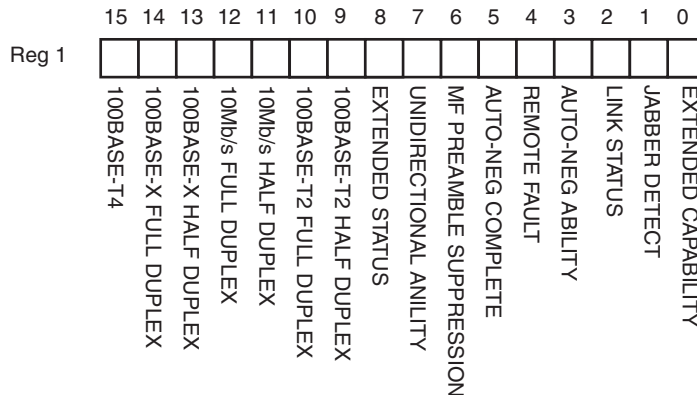 15 14 13 12 11 10 9 8 7 6 5 4 3 2 1 0
Reg 1
100BASE-T4
100BASE-X FULL DUPLEX
100BASE-X HALF DUPLEX
10Mb/s FULL DUPLEX
10Mb/s HALF DUPLEX
100BASE-T2 FULL DUPLEX
100BASE-T2 HALF DUPLEX
EXTENDED STATUS
UNIDIRECTIONAL ANILITY
MF PREAMBLE SUPPRESSION
AUTO-NEG COMPLETE
REMOTE FAULT
AUTO-NEG ABILITY
LINK STATUS
JABBER DETECT
EXTENDED CAPABILITY